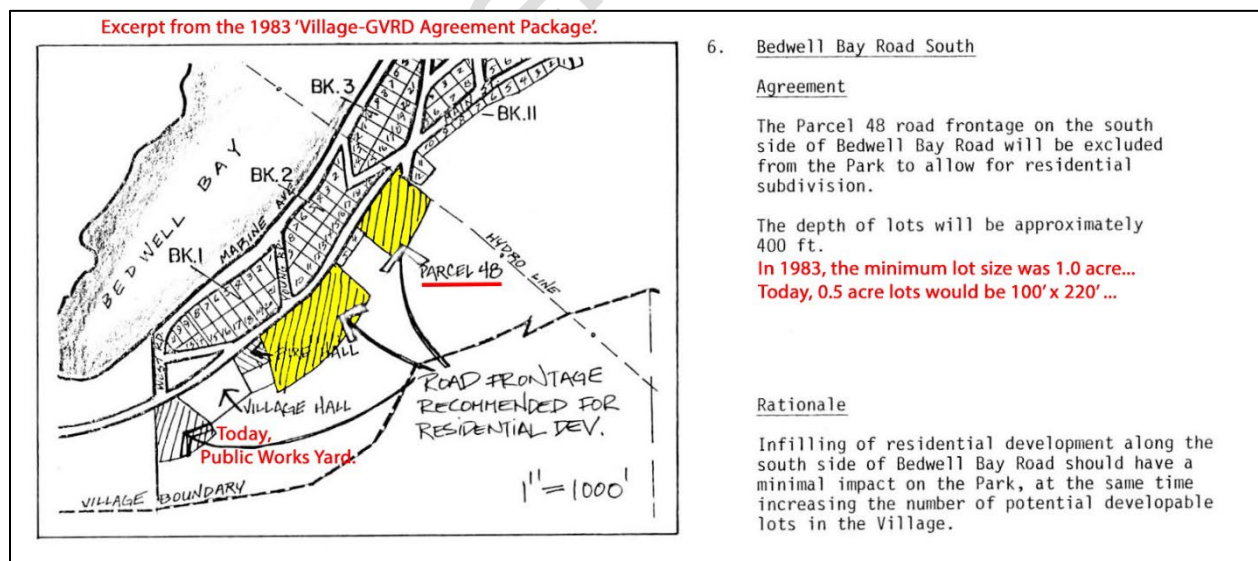 Excerpt from the 1983 ‘Village-GVRD Agreement Package’.
BK.3
BK.11
BK.2
BEDWELL BAY
MARINE AVE
BK.1
YOUNG RD
HYDRO LINE
PARCEL 48
WEST RD
FIRE HALL
VILLAGE HALL
ROAD FRONTAGE
RECOMMENDED FOR
RESIDENTIAL DEV.
Today,
Public Works Yard.
VILLAGE BOUNDARY
1"=1000'
6. Bedwell Bay Road South
Agreement
The Parcel 48 road frontage on the south
side of Bedwell Bay Road will be excluded
from the Park to allow for residential
subdivision.
The depth of lots will be approximately
400 ft.
In 1983, the minimum lot size was 1.0 acre...
Today, 0.5 acre lots would be 100’ x 220’ ...
Rationale
Infilling of residential development along the
south side of Bedwell Bay Road should have a
minimal impact on the Park, at the same time
increasing the number of potential developable
lots in the Village.